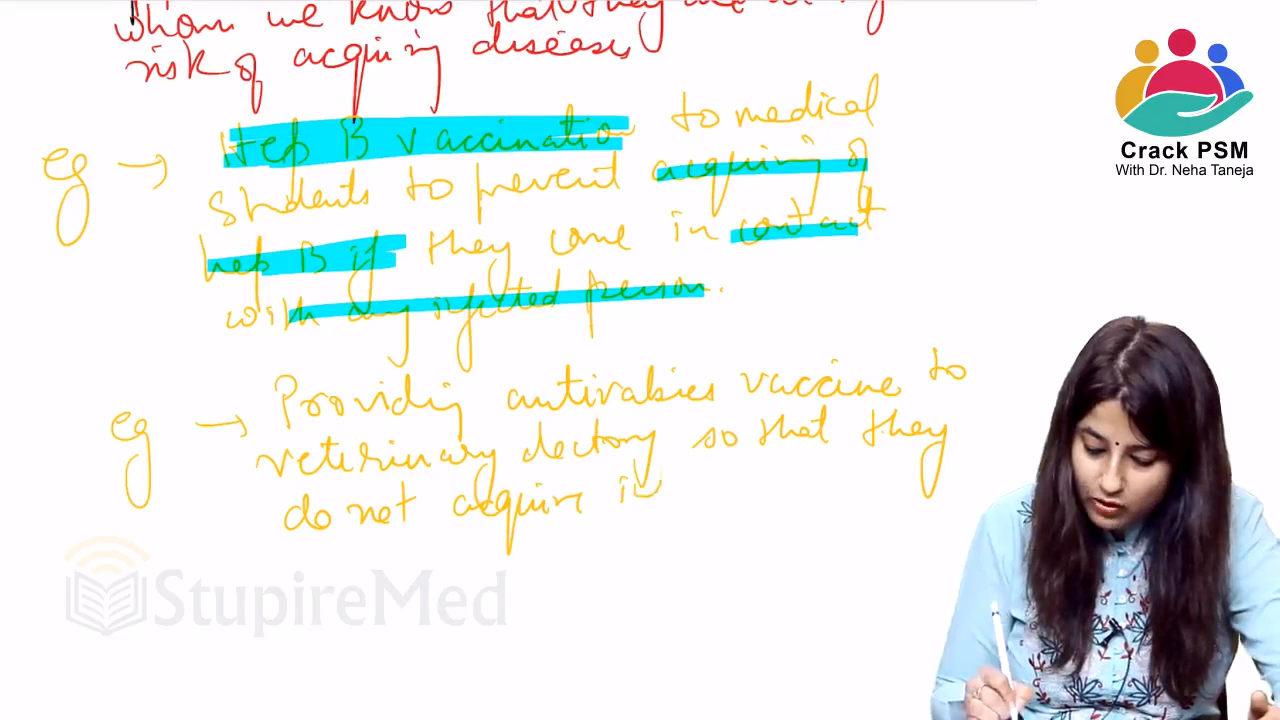 whom we know that they are at
risk of acquiring disease
eg → Hep B vaccination to medical
students to prevent acquiring of
hep B if they come in contact
with any infected person.
eg → Providing antirabies vaccine to
veterinary doctors so that they
do not acquire
Crack PSM
With Dr. Neha Taneja
StupireMed